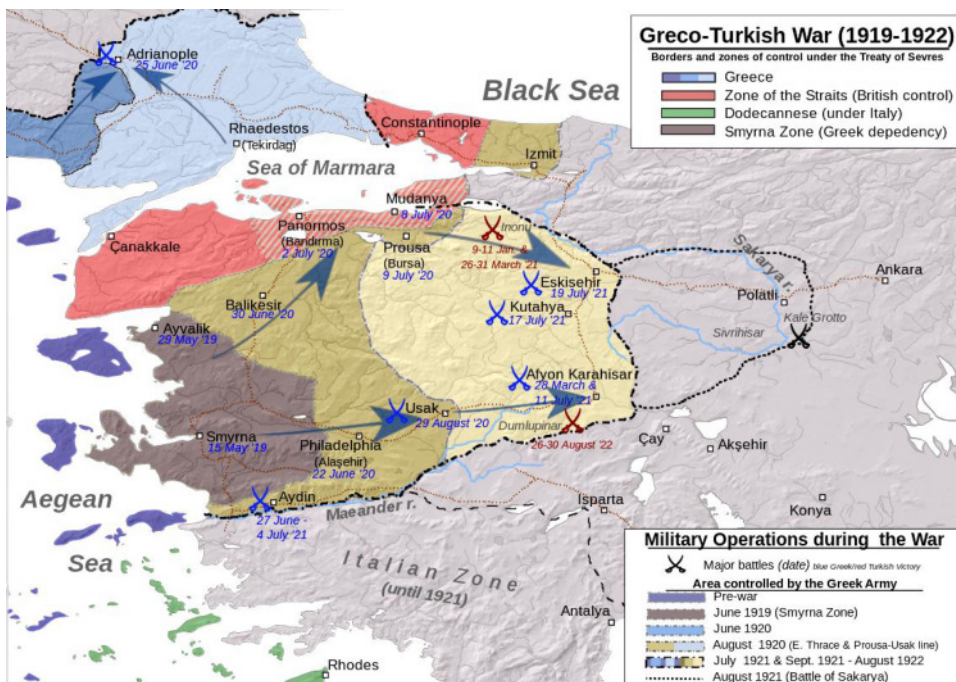 Greco-Turkish War (1919-1922)
Borders and zones of control under the Treaty of Sevres
Greece
Zone of the Straits (British control)
Dodecannese (under Italy)
Smyrna Zone (Greek depedency)
Black Sea
Adrianople
25 June '20
Rhaedestos
(Tekirdag)
Constantinople
Izmit
Sea of Marmara
Mudanya
8 July '20
Çanakkale
Panormos
(Bandırma)
2 July '20
Prousa
(Bursa)
9 July '20
Inonu
9-11 Jan. &
26-31 March '21
Eskisehir
19 July '21
Kutahya
17 July '21
Sakarya r.
Ankara
Polatlı
Kale Grotto
Sivrihisar
Balikesir
30 June '20
Ayvalik
29 May '19
Afyon Karahisar
28 March &
11 July '21
Usak
29 August '20
Dumlupinar
26-30 August '22
Smyrna
15 May '19
Philadelphia
(Alaşehir)
22 June '20
Çay
Akşehir
Aydin
27 June -
4 July '21
Maeander r.
Isparta
Konya
Aegean
Sea
Italian Zone
(until 1921)
Antalya
Rhodes
Military Operations during the War
Major battles (date) blue Greek/red Turkish Victory
Area controlled by the Greek Army
Pre-war
June 1919 (Smyrna Zone)
June 1920
August 1920 (E. Thrace & Prousa-Usak line)
July 1921 & Sept. 1921 - August 1922
August 1921 (Battle of Sakarya)